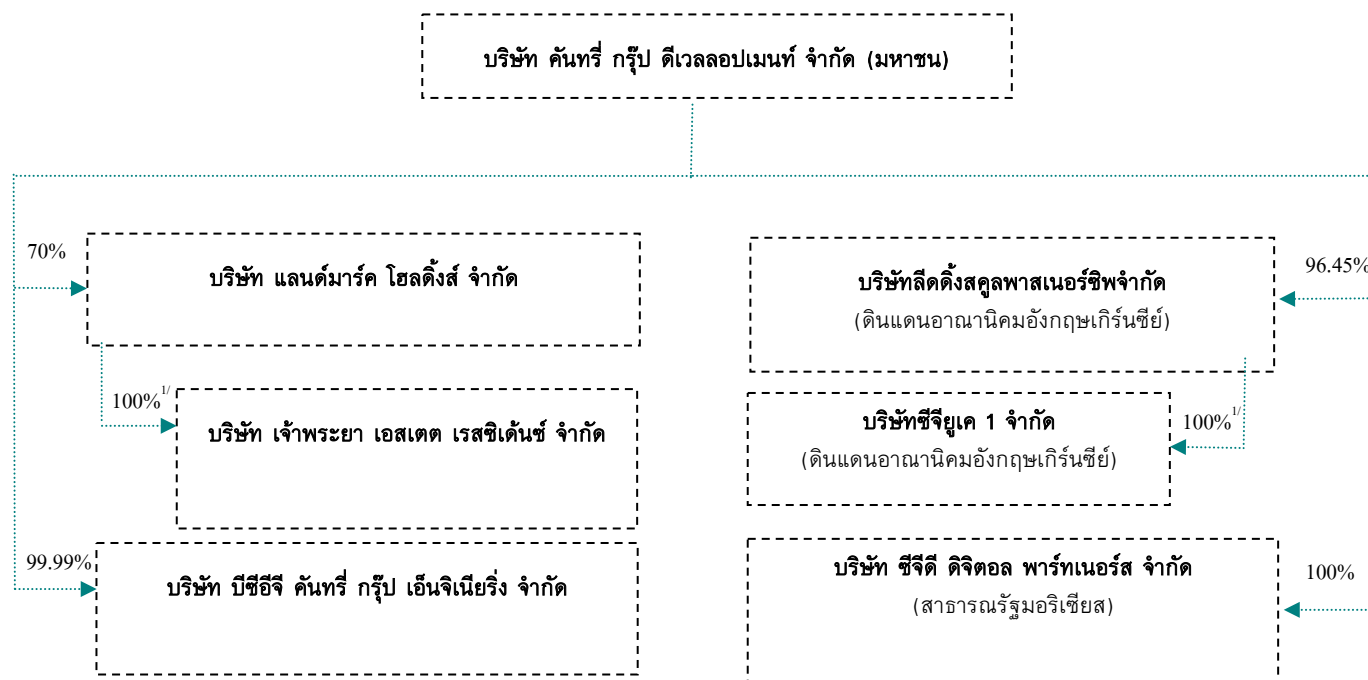 บริษัท คันทรี่ กรุ๊ป ดีเวลลอปเมนท์ จำกัด (มหาชน)
70%
บริษัท แลนด์มาร์ค โฮลดิ้งส์ จำกัด
100%1/
บริษัท เจ้าพระยา เอสเตต เรสซิเด้นซ์ จำกัด
99.99%
บริษัท บีซีอีจี คันทรี่ กรุ๊ป เอ็นจิเนียริ่ง จำกัด
96.45%
บริษัทลีดดิ้งสคูลพาสเนอร์ชิพจำกัด
(ดินแดนอาณานิคมอังกฤษเกิร์นซีย์)
บริษัทซีจียูเค 1 จำกัด
100%1/
(ดินแดนอาณานิคมอังกฤษเกิร์นซีย์)
บริษัท ซีจีดี ดิจิตอล พาร์ทเนอร์ส จำกัด
100%
(สาธารณรัฐมอริเซียส)